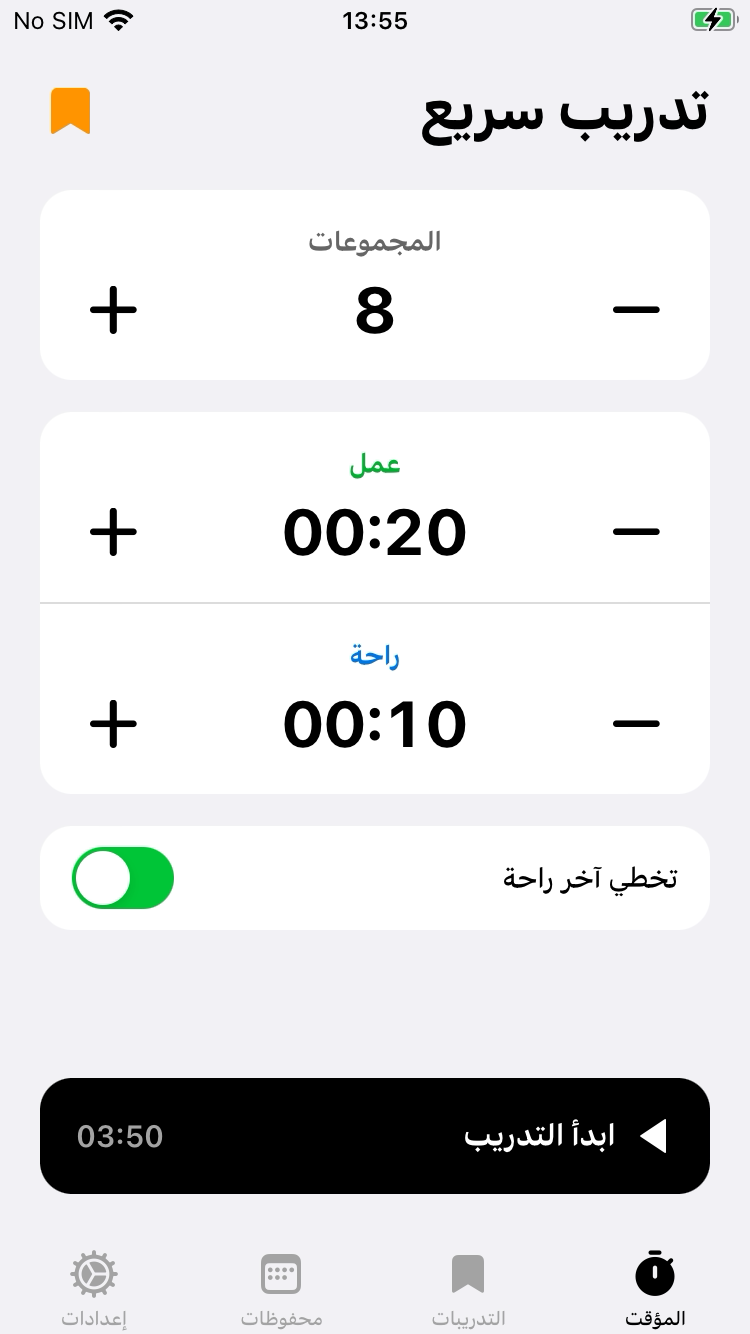 No SIM 13:55
تدريب سريع
المجموعات
8
عمل
00:20
راحة
00:10
تخطي آخر راحة
ابدأ التدريب 03:50
المؤقت التدريبات محفوظات إعدادات